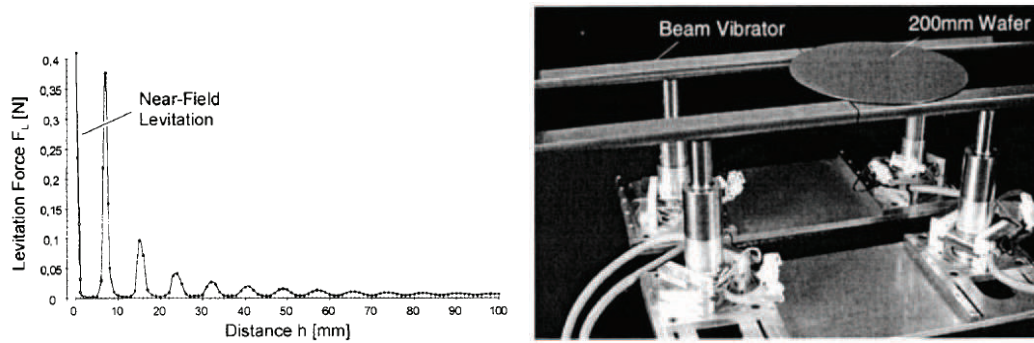 Levitation Force F_L [N]
0,4
0,35
0,3
0,25
0,2
0,15
0,1
0,05
0
Near-Field
Levitation
0 10 20 30 40 50 60 70 80 90 100
Distance h [mm]
Beam Vibrator
200mm Wafer